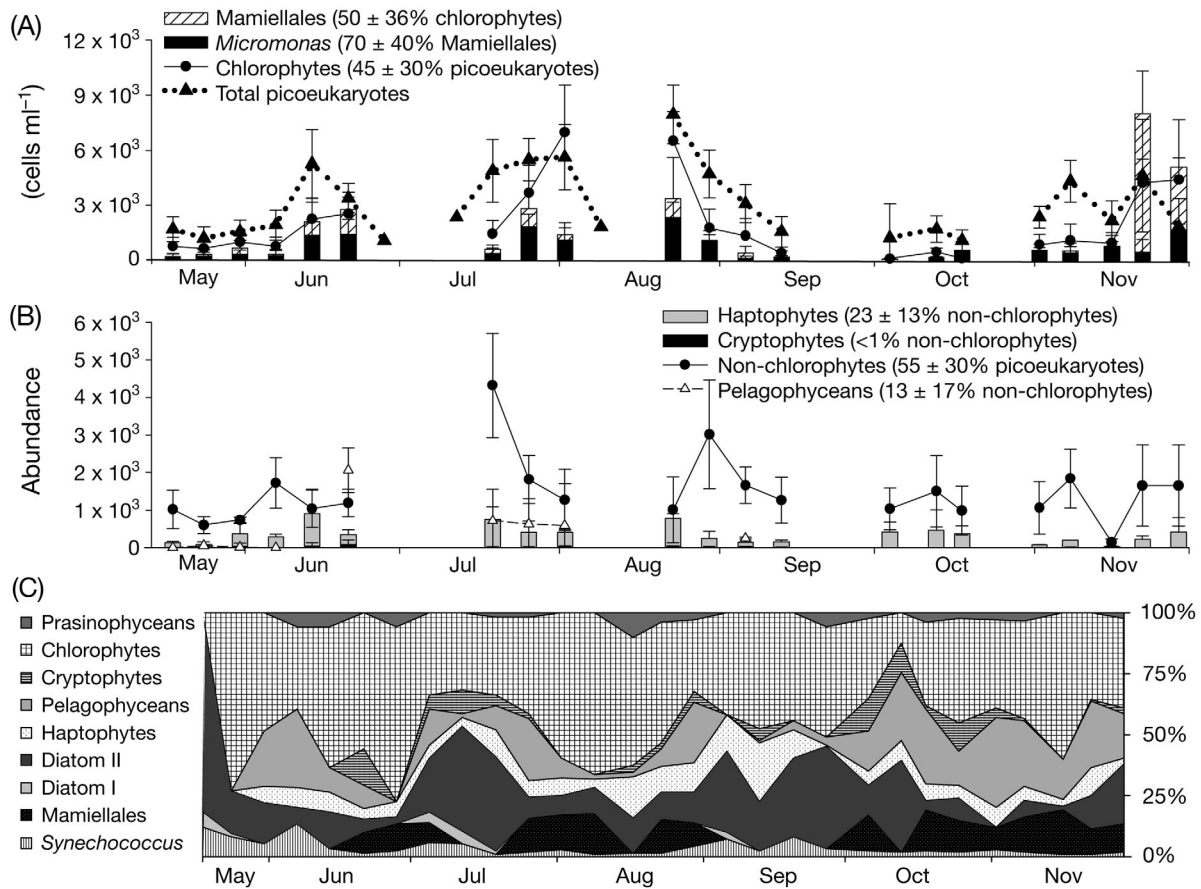 (A)
Mamiellales (50 ± 36% chlorophytes)
Micromonas (70 ± 40% Mamiellales)
Chlorophytes (45 ± 30% picoeukaryotes)
Total picoeukaryotes
12 x 10³
9 x 10³
6 x 10³
3 x 10³
0
(cells ml⁻¹)
May Jun Jul Aug Sep Oct Nov
(B)
Haptophytes (23 ± 13% non-chlorophytes)
Cryptophytes (<1% non-chlorophytes)
Non-chlorophytes (55 ± 30% picoeukaryotes)
Pelagophyceans (13 ± 17% non-chlorophytes)
6 x 10³
5 x 10³
4 x 10³
3 x 10³
2 x 10³
1 x 10³
0
Abundance
May Jun Jul Aug Sep Oct Nov
(C)
Prasinophyceans
Chlorophytes
Cryptophytes
Pelagophyceans
Haptophytes
Diatom II
Diatom I
Mamiellales
Synechococcus
100%
75%
50%
25%
0%
May Jun Jul Aug Sep Oct Nov